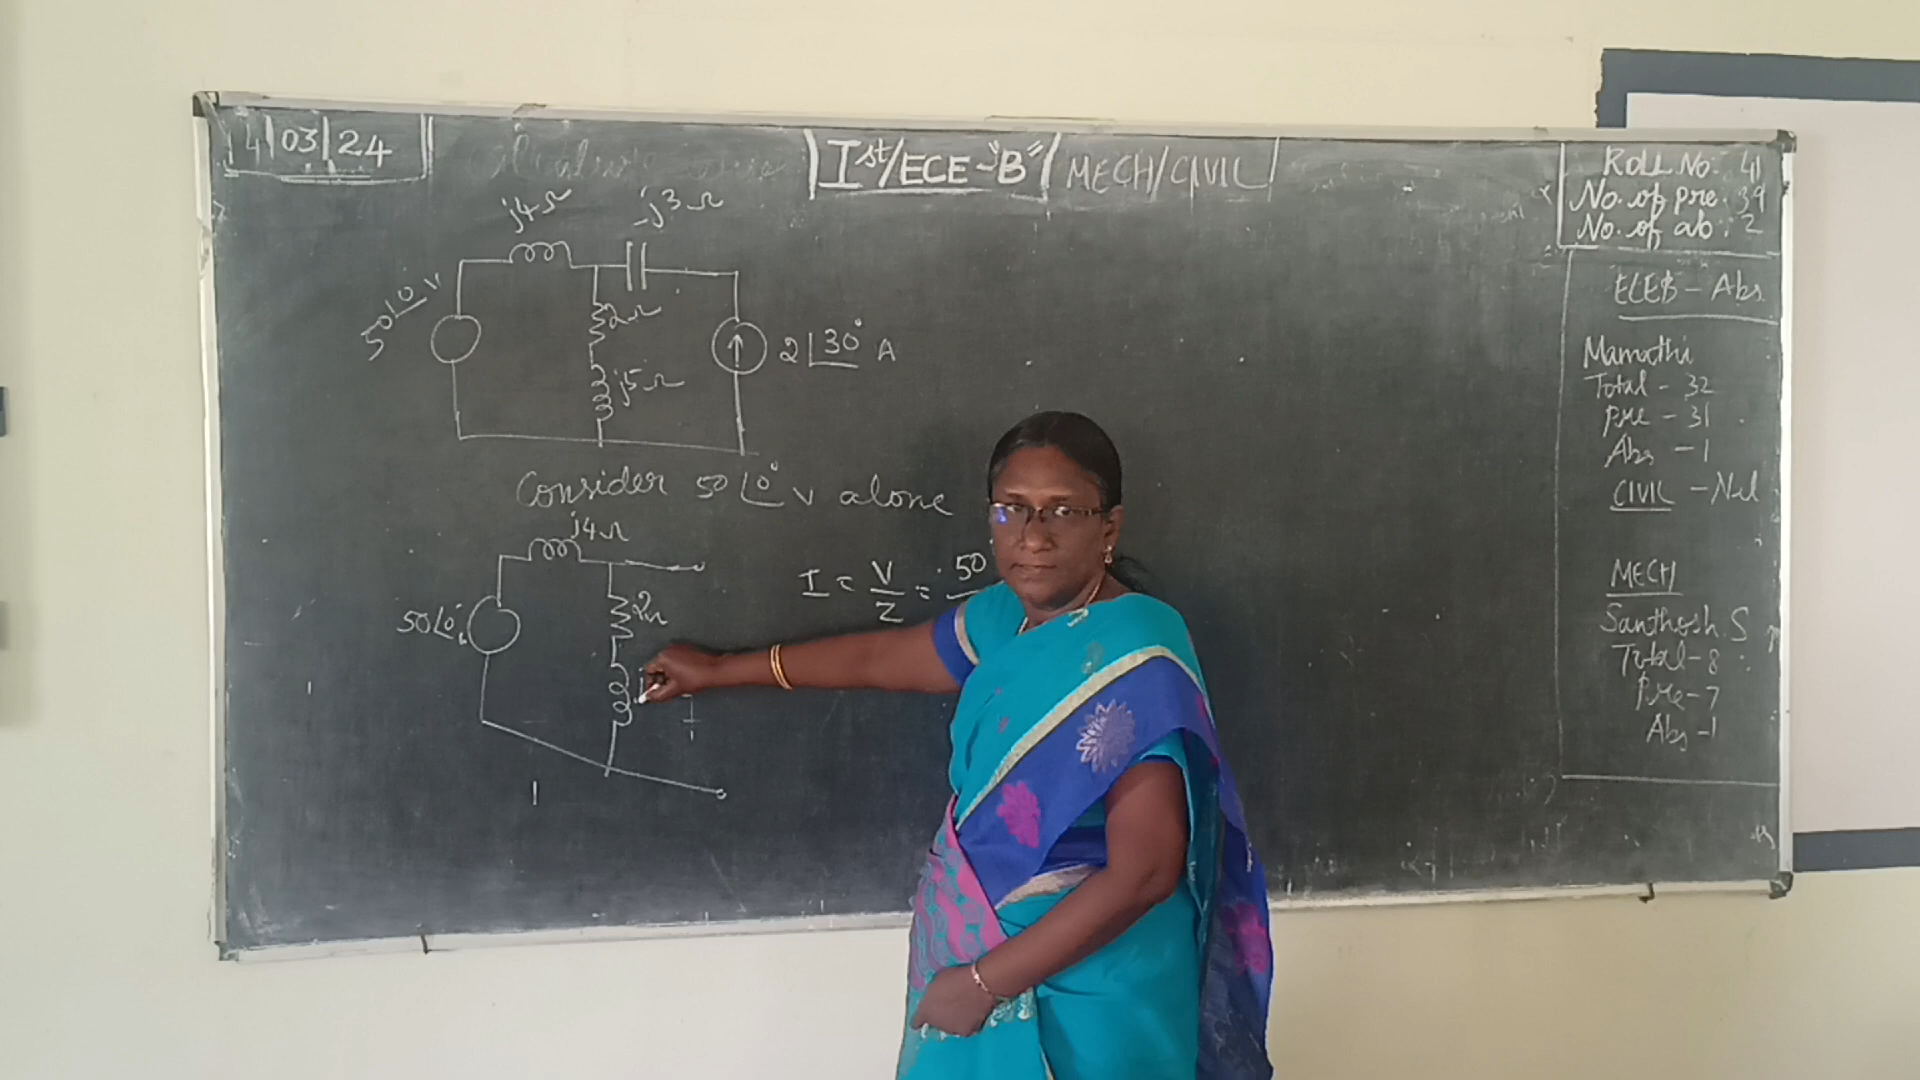 14|03|24
Ist/ECE-"B"/MECH/CIVIL
j4Ω
-j3Ω
50∠0° V
2Ω
j5Ω
2∠30° A
Consider 50∠0° V alone
j4Ω
50∠0°
2Ω
I = V/Z = 50
ROLL.No: 41
No. of pre: 39
No. of ab: 2
ECEB - Abs
Mamathi
Total - 32
Pre - 31
Abs - 1
CIVIL - Nil
MECH
Santhosh. S
Total - 8
Pre - 7
Abs - 1